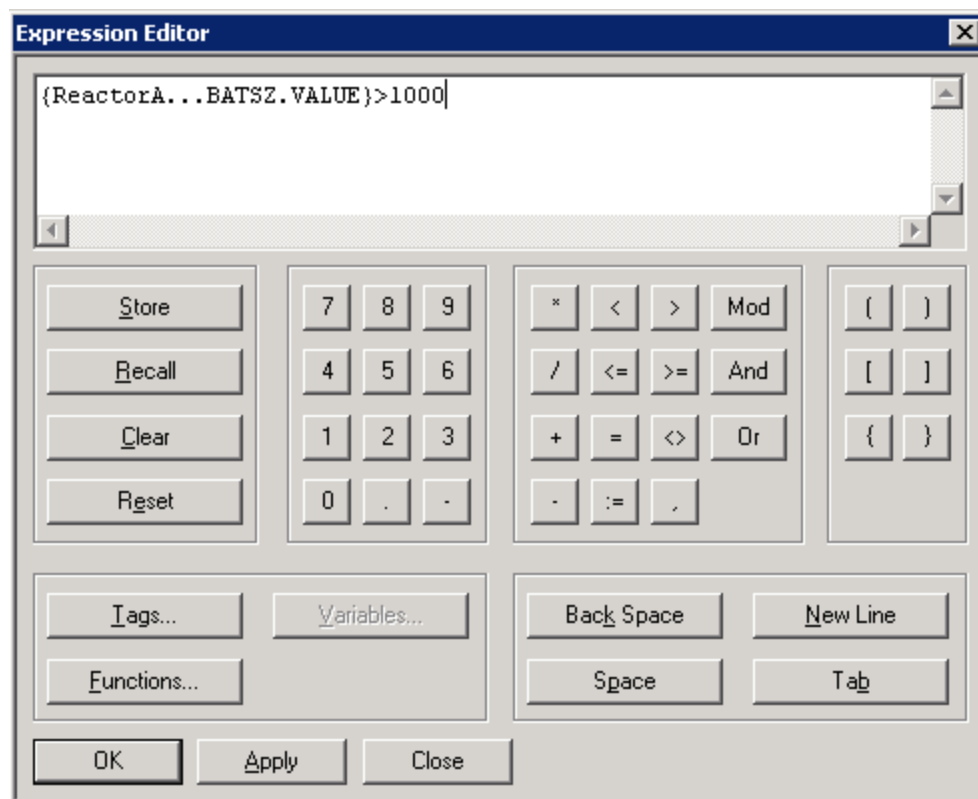 Expression Editor
{ReactorA...BATSZ.VALUE}>1000
Store 7 8 9 * < > Mod ( )
Recall 4 5 6 / <= >= And [ ]
Clear 1 2 3 + = <> Or { }
Reset 0 . - - := ,
Tags... Variables... Back Space New Line
Functions... Space Tab
OK Apply Close